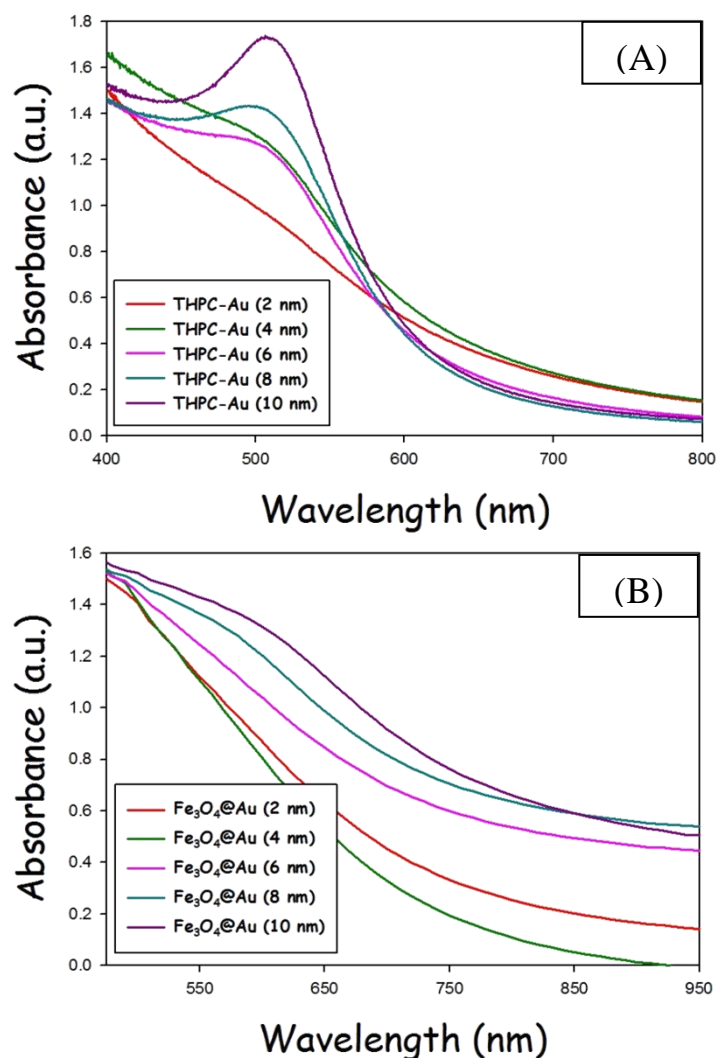 (A)
Absorbance (a.u.)
1.8
1.6
1.4
1.2
1.0
0.8
0.6
0.4
0.2
0.0
THPC-Au (2 nm)
THPC-Au (4 nm)
THPC-Au (6 nm)
THPC-Au (8 nm)
THPC-Au (10 nm)
400 500 600 700 800
Wavelength (nm)
(B)
Absorbance (a.u.)
1.6
1.4
1.2
1.0
0.8
0.6
0.4
0.2
0.0
Fe₃O₄@Au (2 nm)
Fe₃O₄@Au (4 nm)
Fe₃O₄@Au (6 nm)
Fe₃O₄@Au (8 nm)
Fe₃O₄@Au (10 nm)
550 650 750 850 950
Wavelength (nm)